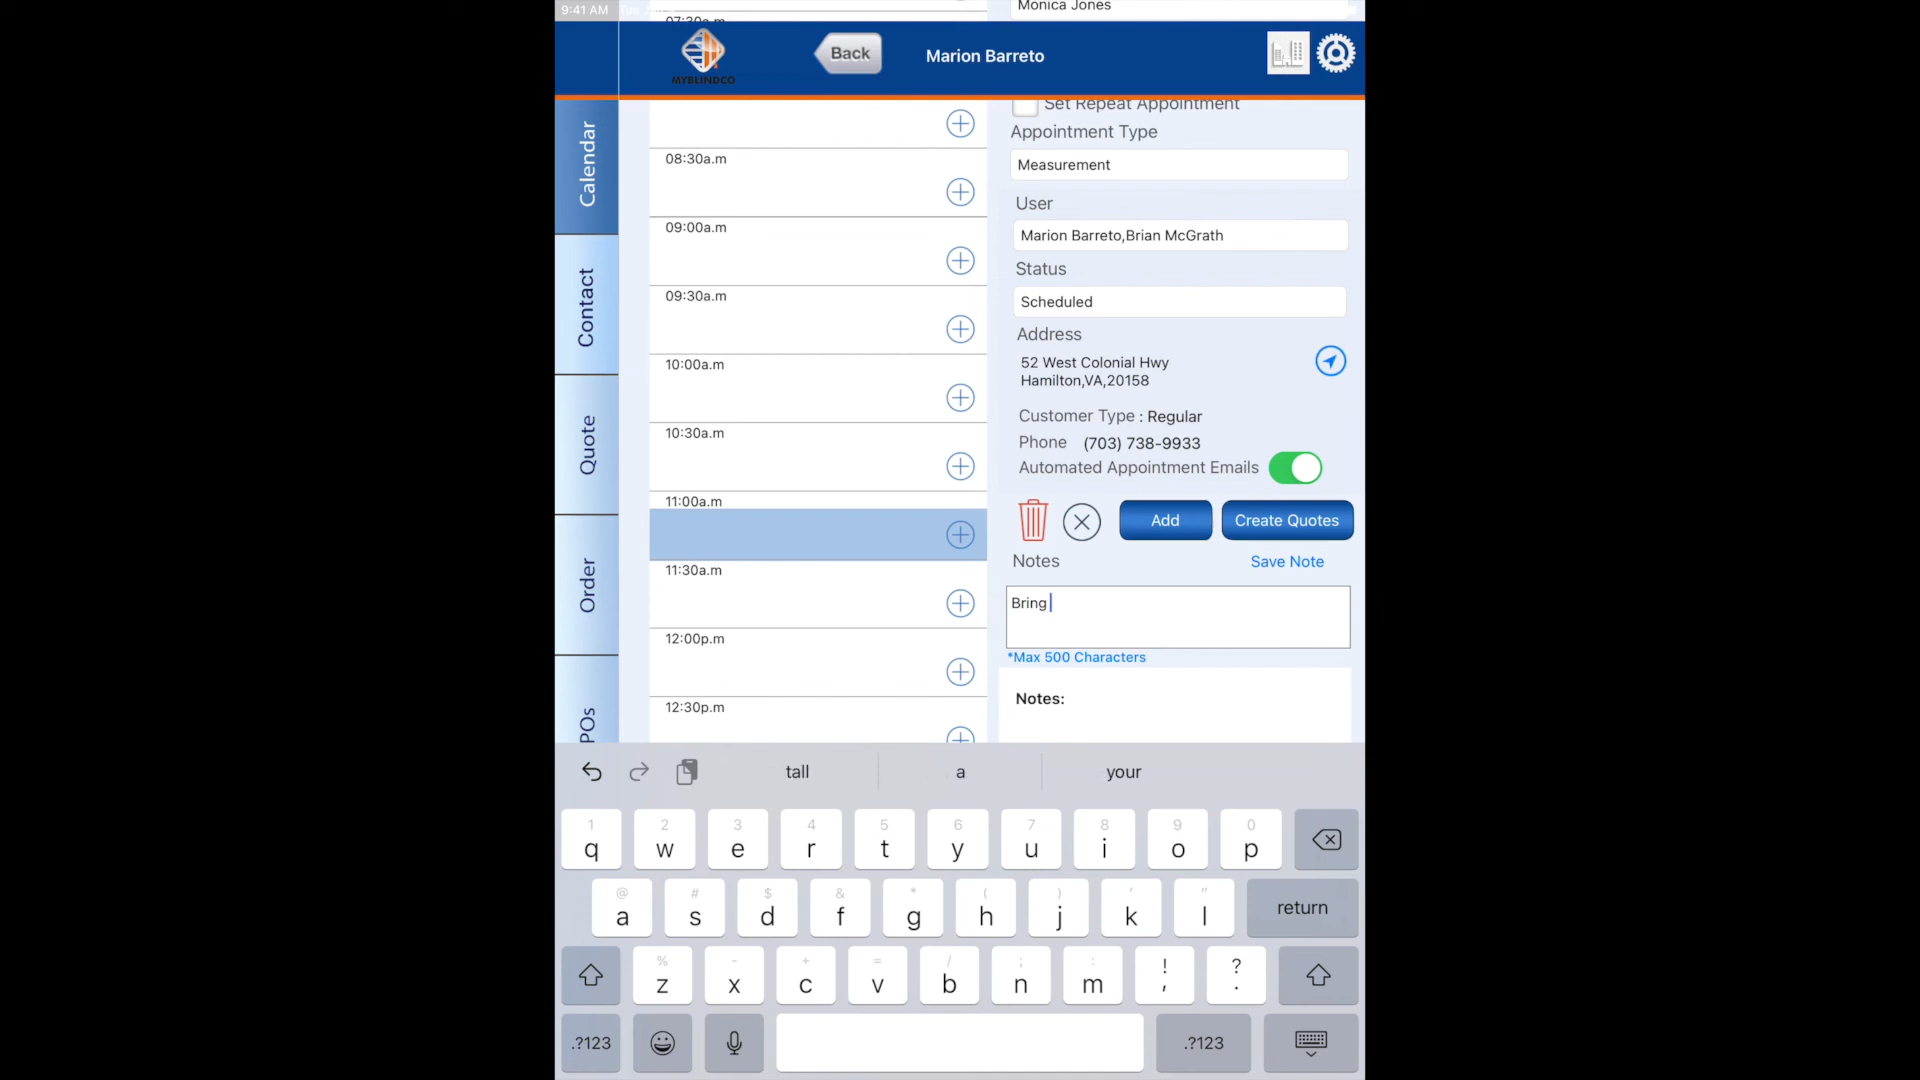 9:41 AM Tue
07:30a.m
Monica Jones
MYBLINDCO
Back
Marion Barreto
Calendar
Contact
Quote
Order
POs
08:30a.m
09:00a.m
09:30a.m
10:00a.m
10:30a.m
11:00a.m
11:30a.m
12:00p.m
12:30p.m
Set Repeat Appointment
Appointment Type
Measurement
User
Marion Barreto,Brian McGrath
Status
Scheduled
Address
52 West Colonial Hwy
Hamilton,VA,20158
Customer Type : Regular
Phone (703) 738-9933
Automated Appointment Emails
Add
Create Quotes
Notes
Save Note
Bring
*Max 500 Characters
Notes:
tall a your
1 2 3 4 5 6 7 8 9 0
q w e r t y u i o p
@ # $ & * ( ) ' "
a s d f g h j k l return
% - + = / ; : ! ?
z x c v b n m , .
.?123 .?123